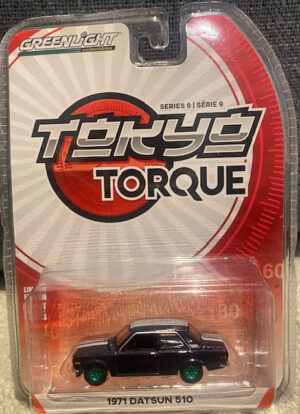 GREENLIGHT
SERIES 9 | SÉRIE 9
TOKYO
TORQUE
60
1971 DATSUN 510